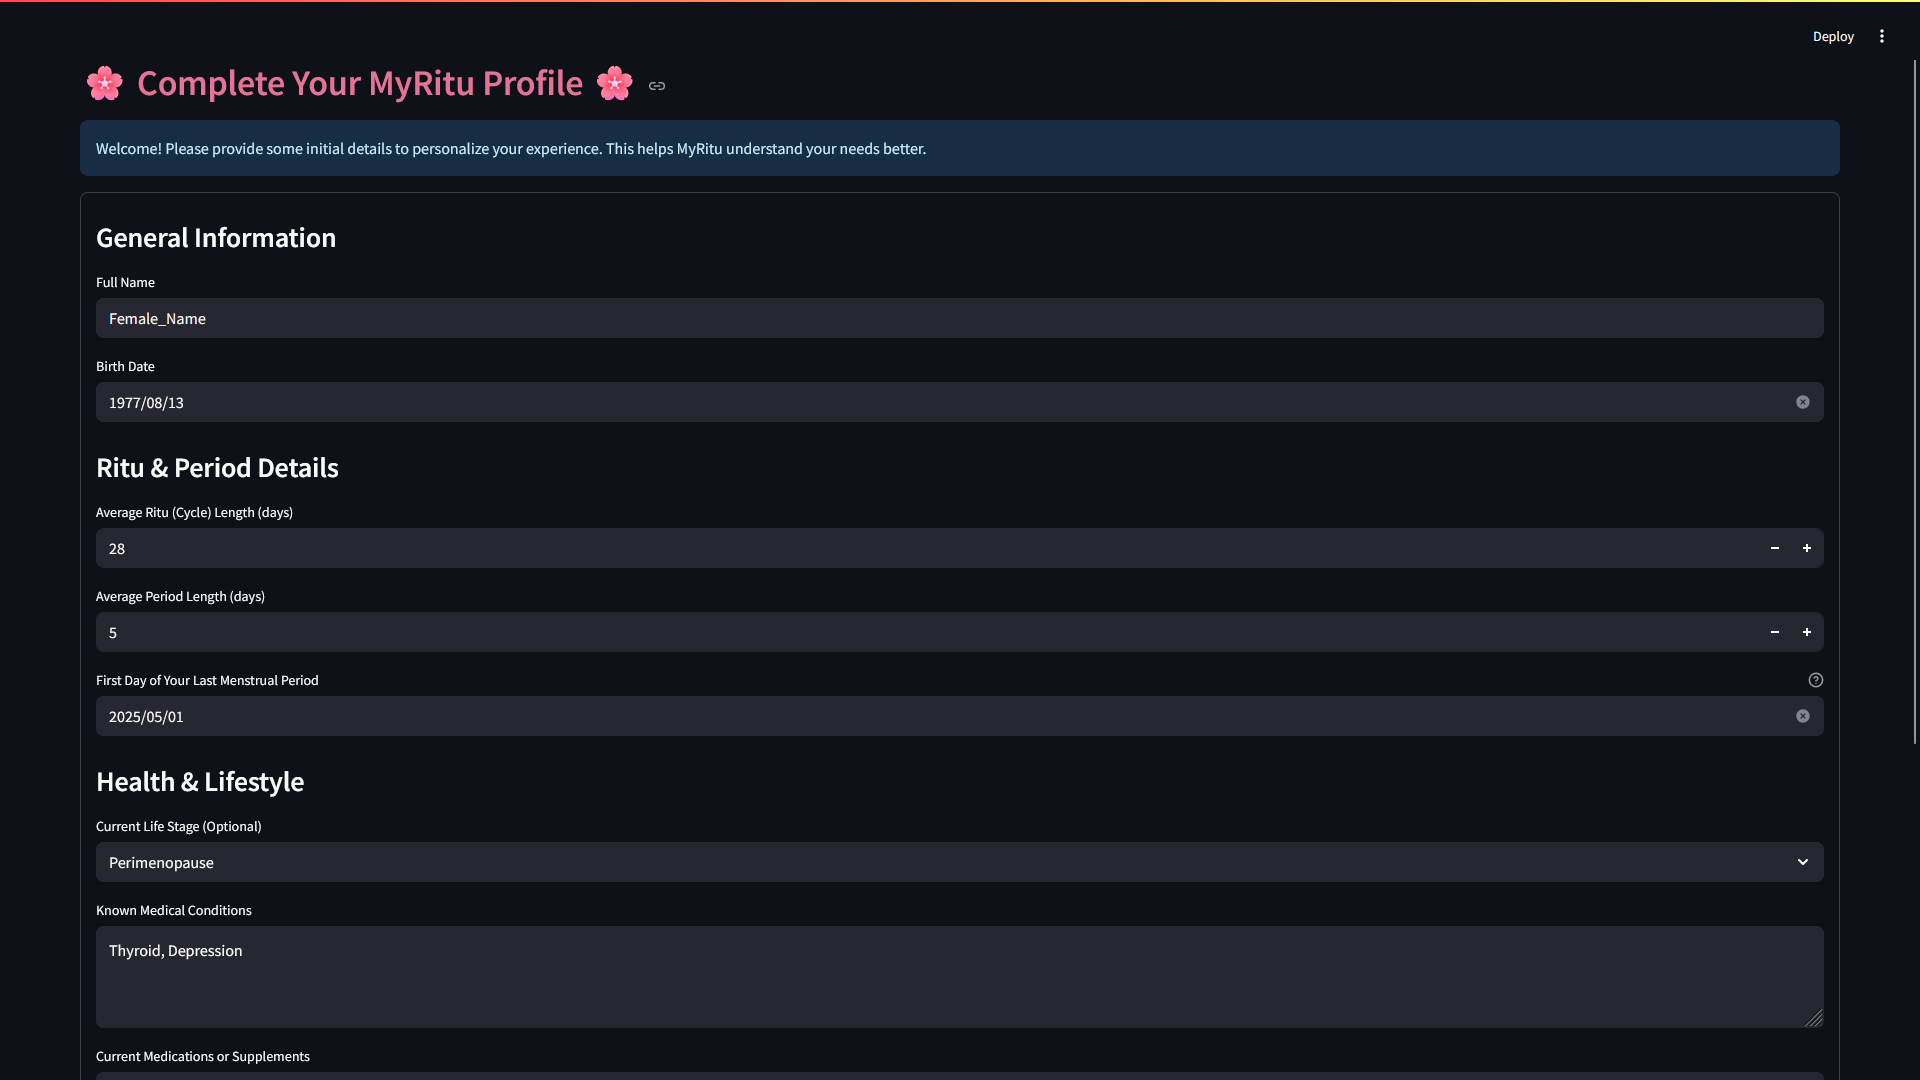 Deploy
Complete Your MyRitu Profile
Welcome! Please provide some initial details to personalize your experience. This helps MyRitu understand your needs better.
General Information
Full Name
Female_Name
Birth Date
1977/08/13
Ritu & Period Details
Average Ritu (Cycle) Length (days)
28
Average Period Length (days)
5
First Day of Your Last Menstrual Period
2025/05/01
Health & Lifestyle
Current Life Stage (Optional)
Perimenopause
Known Medical Conditions
Thyroid, Depression
Current Medications or Supplements